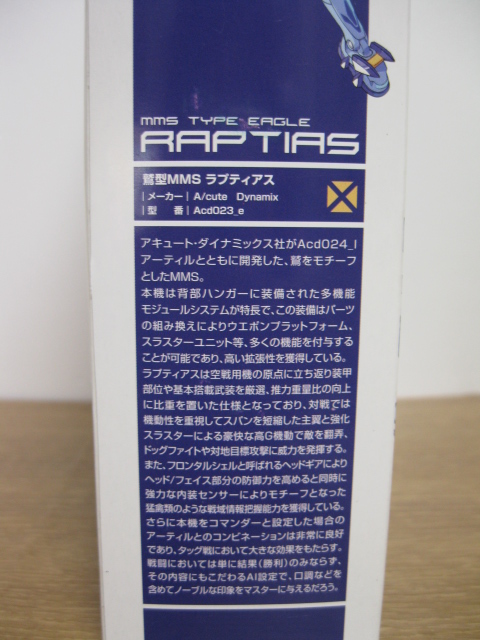 MMS TYPE EAGLE
RAPTIAS
鷲型MMS ラプティアス
|メーカー| A/cute Dynamix
|型　番| Acd023_e
アキュート・ダイナミックス社がAcd024_l
アーティルとともに開発した、鷲をモチーフ
としたMMS。
本機は背部ハンガーに装備された多機能
モジュールシステムが特長で、この装備はパーツ
の組み換えによりウエポンプラットフォーム、
スラスターユニット等、多くの機能を付与する
ことが可能であり、高い拡張性を獲得している。
ラプティアスは空戦用機の原点に立ち返り装甲
部位や基本搭載武装を厳選、推力重量比の向上
に比重を置いた仕様となっており、対戦では
機動性を重視してスパンを短縮した主翼と強化
スラスターによる豪快な高G機動で敵を翻弄、
ドッグファイトや対地目標攻撃に威力を発揮する。
また、フロンタルシェルと呼ばれるヘッドギアにより
ヘッド/フェイス部分の防御力を高めると同時に
強力な内装センサーによりモチーフとなった
猛禽類のような戦域情報把握能力を獲得している。
さらに本機をコマンダーと設定した場合の
アーティルとのコンビネーションは非常に良好
であり、タッグ戦において大きな効果をもたらす。
戦闘においては単に結果(勝利)のみならず、
その内容にもこだわるAI設定で、口調などを
含めてノーブルな印象をマスターに与えるだろう。